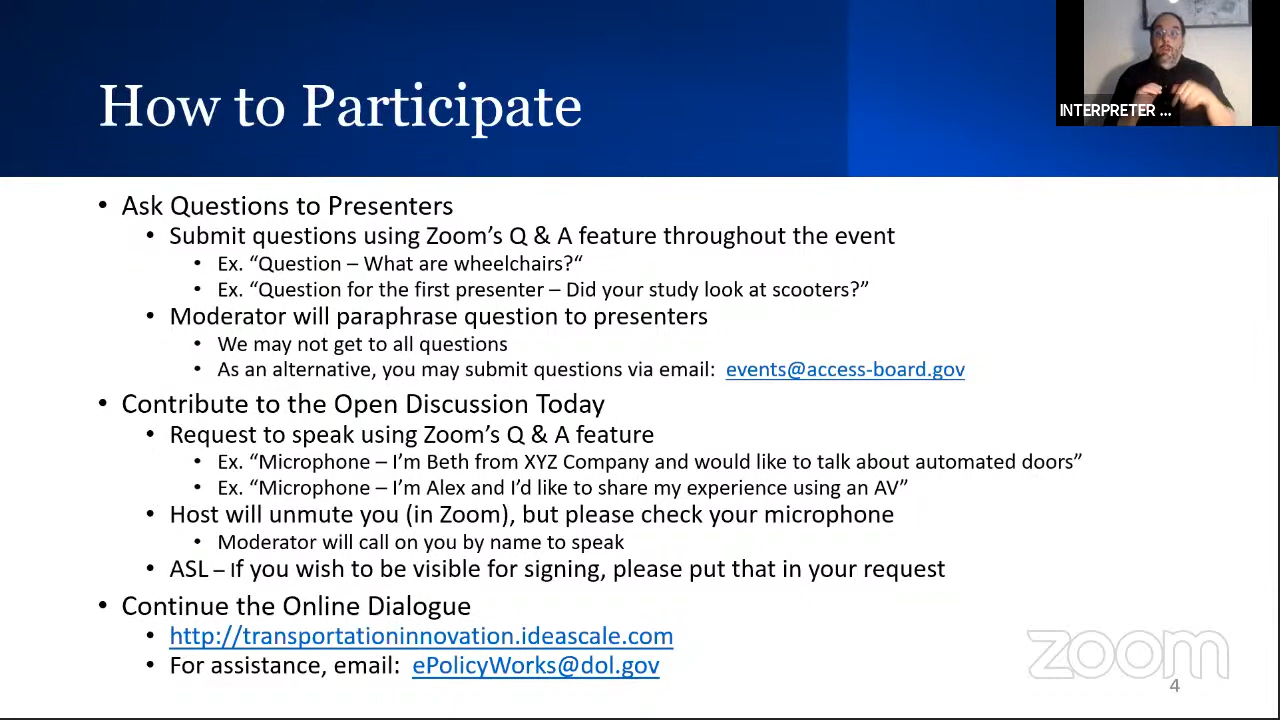 How to Participate
INTERPRETER ...
• Ask Questions to Presenters
• Submit questions using Zoom’s Q & A feature throughout the event
• Ex. “Question – What are wheelchairs?“
• Ex. “Question for the first presenter – Did your study look at scooters?”
• Moderator will paraphrase question to presenters
• We may not get to all questions
• As an alternative, you may submit questions via email: events@access-board.gov
• Contribute to the Open Discussion Today
• Request to speak using Zoom’s Q & A feature
• Ex. “Microphone – I’m Beth from XYZ Company and would like to talk about automated doors”
• Ex. “Microphone – I’m Alex and I’d like to share my experience using an AV”
• Host will unmute you (in Zoom), but please check your microphone
• Moderator will call on you by name to speak
• ASL – If you wish to be visible for signing, please put that in your request
• Continue the Online Dialogue
• http://transportationinnovation.ideascale.com
• For assistance, email: ePolicyWorks@dol.gov
zoom
4